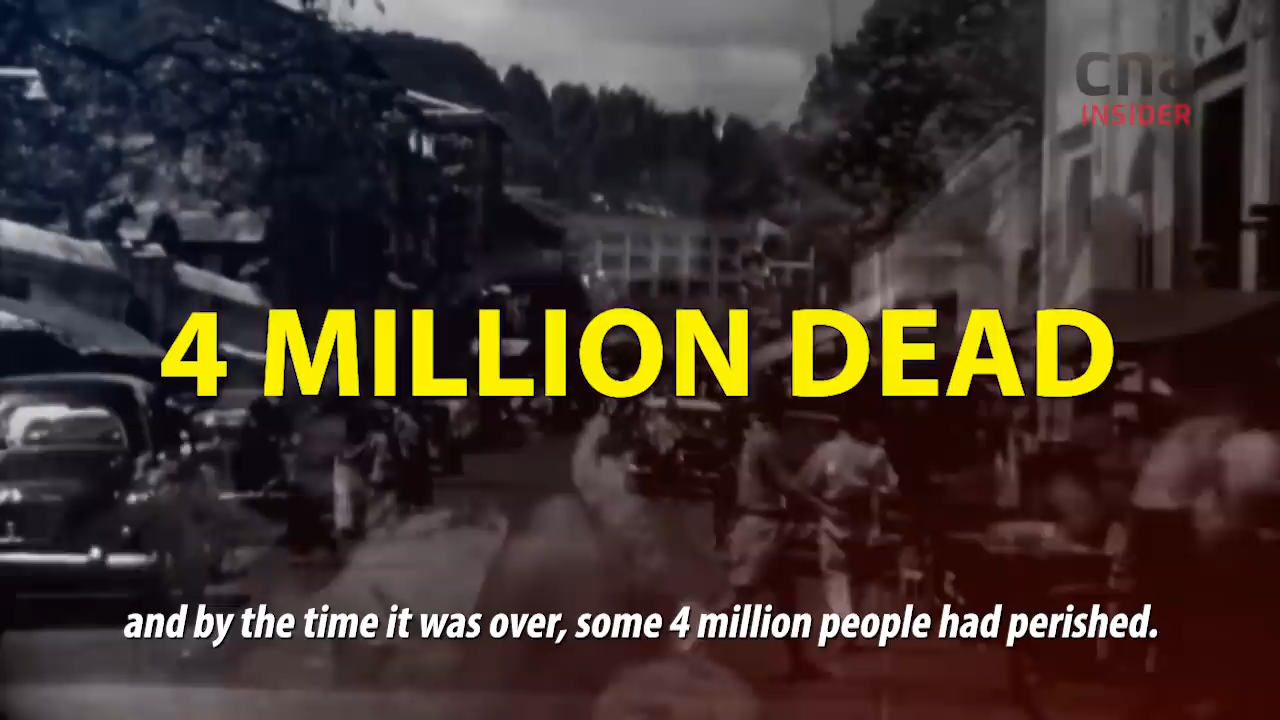 cna
INSIDER
4 MILLION DEAD
and by the time it was over, some 4 million people had perished.